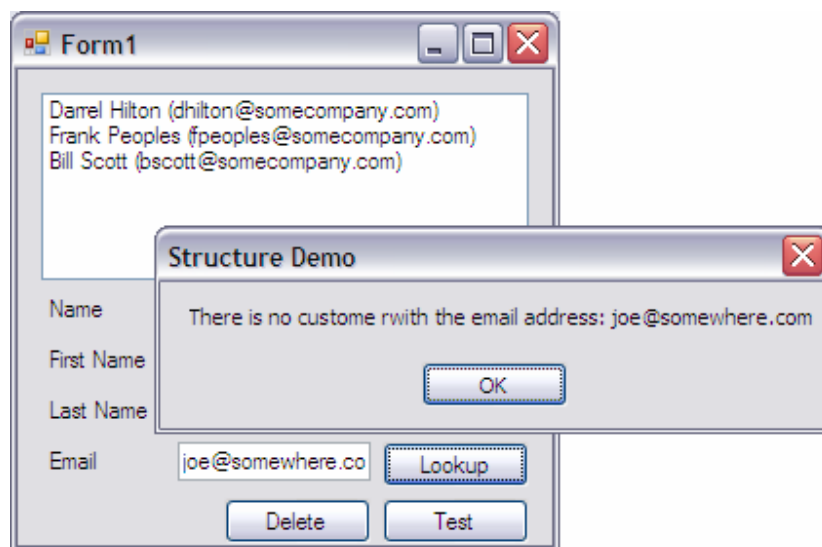 Form1
Darrel Hilton (dhilton@somecompany.com)
Frank Peoples (fpeoples@somecompany.com)
Bill Scott (bscott@somecompany.com)
Structure Demo
There is no custome rwith the email address: joe@somewhere.com
OK
Name
First Name
Last Name
Email
joe@somewhere.co
Lookup
Delete
Test